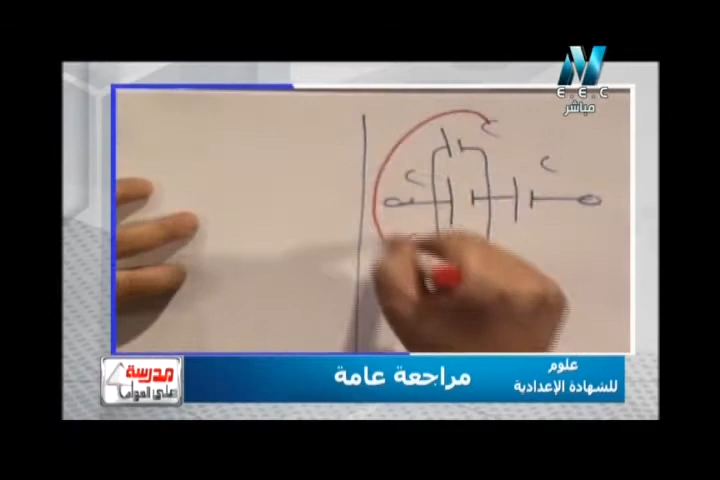 E.E.C
مباشر
علوم
للشهادة الإعدادية
مراجعة عامة
مدرسة
على الهواء